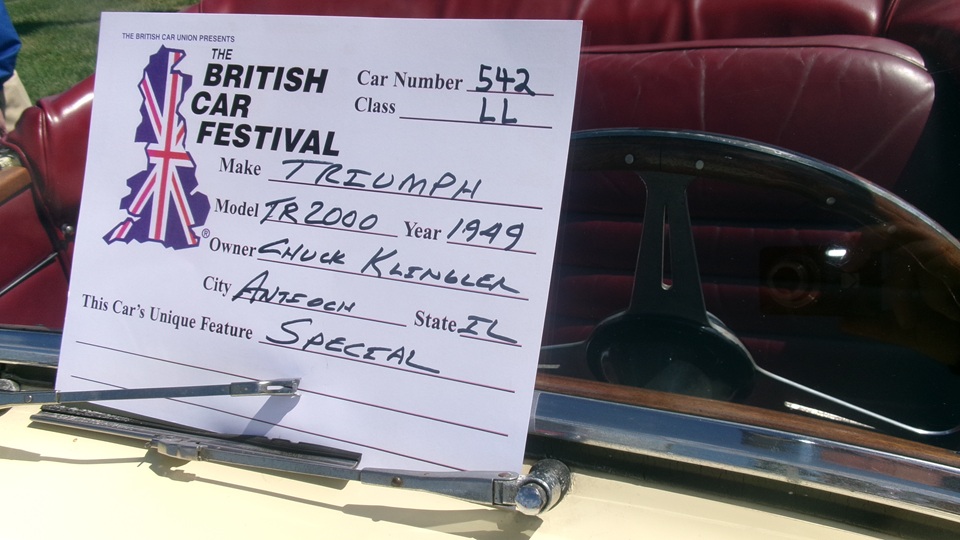 THE BRITISH CAR UNION PRESENTS
THE
BRITISH
CAR
FESTIVAL
®
Car Number 542
Class LL
Make TRIUMPH
Model TR2000 Year 1949
Owner CHUCK KLINGLER
City ANTIOCH State IL
This Car's Unique Feature SPECIAL